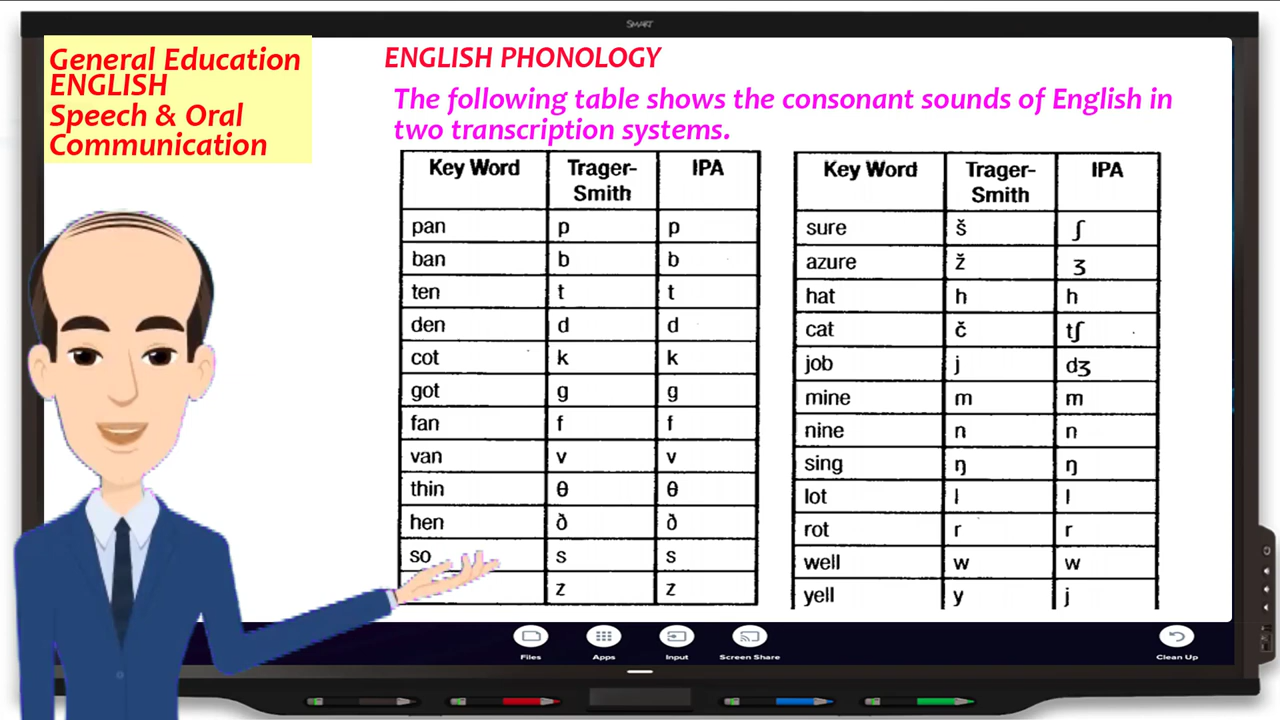 SMART
General Education
ENGLISH
Speech & Oral
Communication
ENGLISH PHONOLOGY
The following table shows the consonant sounds of English in
two transcription systems.
Key Word Trager-Smith IPA
pan p p
ban b b
ten t t
den d d
cot k k
got g g
fan f f
van v v
thin θ θ
hen ð ð
so s s
z z
Key Word Trager-Smith IPA
sure š ʃ
azure ž ʒ
hat h h
cat č tʃ
job j dʒ
mine m m
nine n n
sing ŋ ŋ
lot l l
rot r r
well w w
yell y j
Files Apps Input Screen Share Clean Up